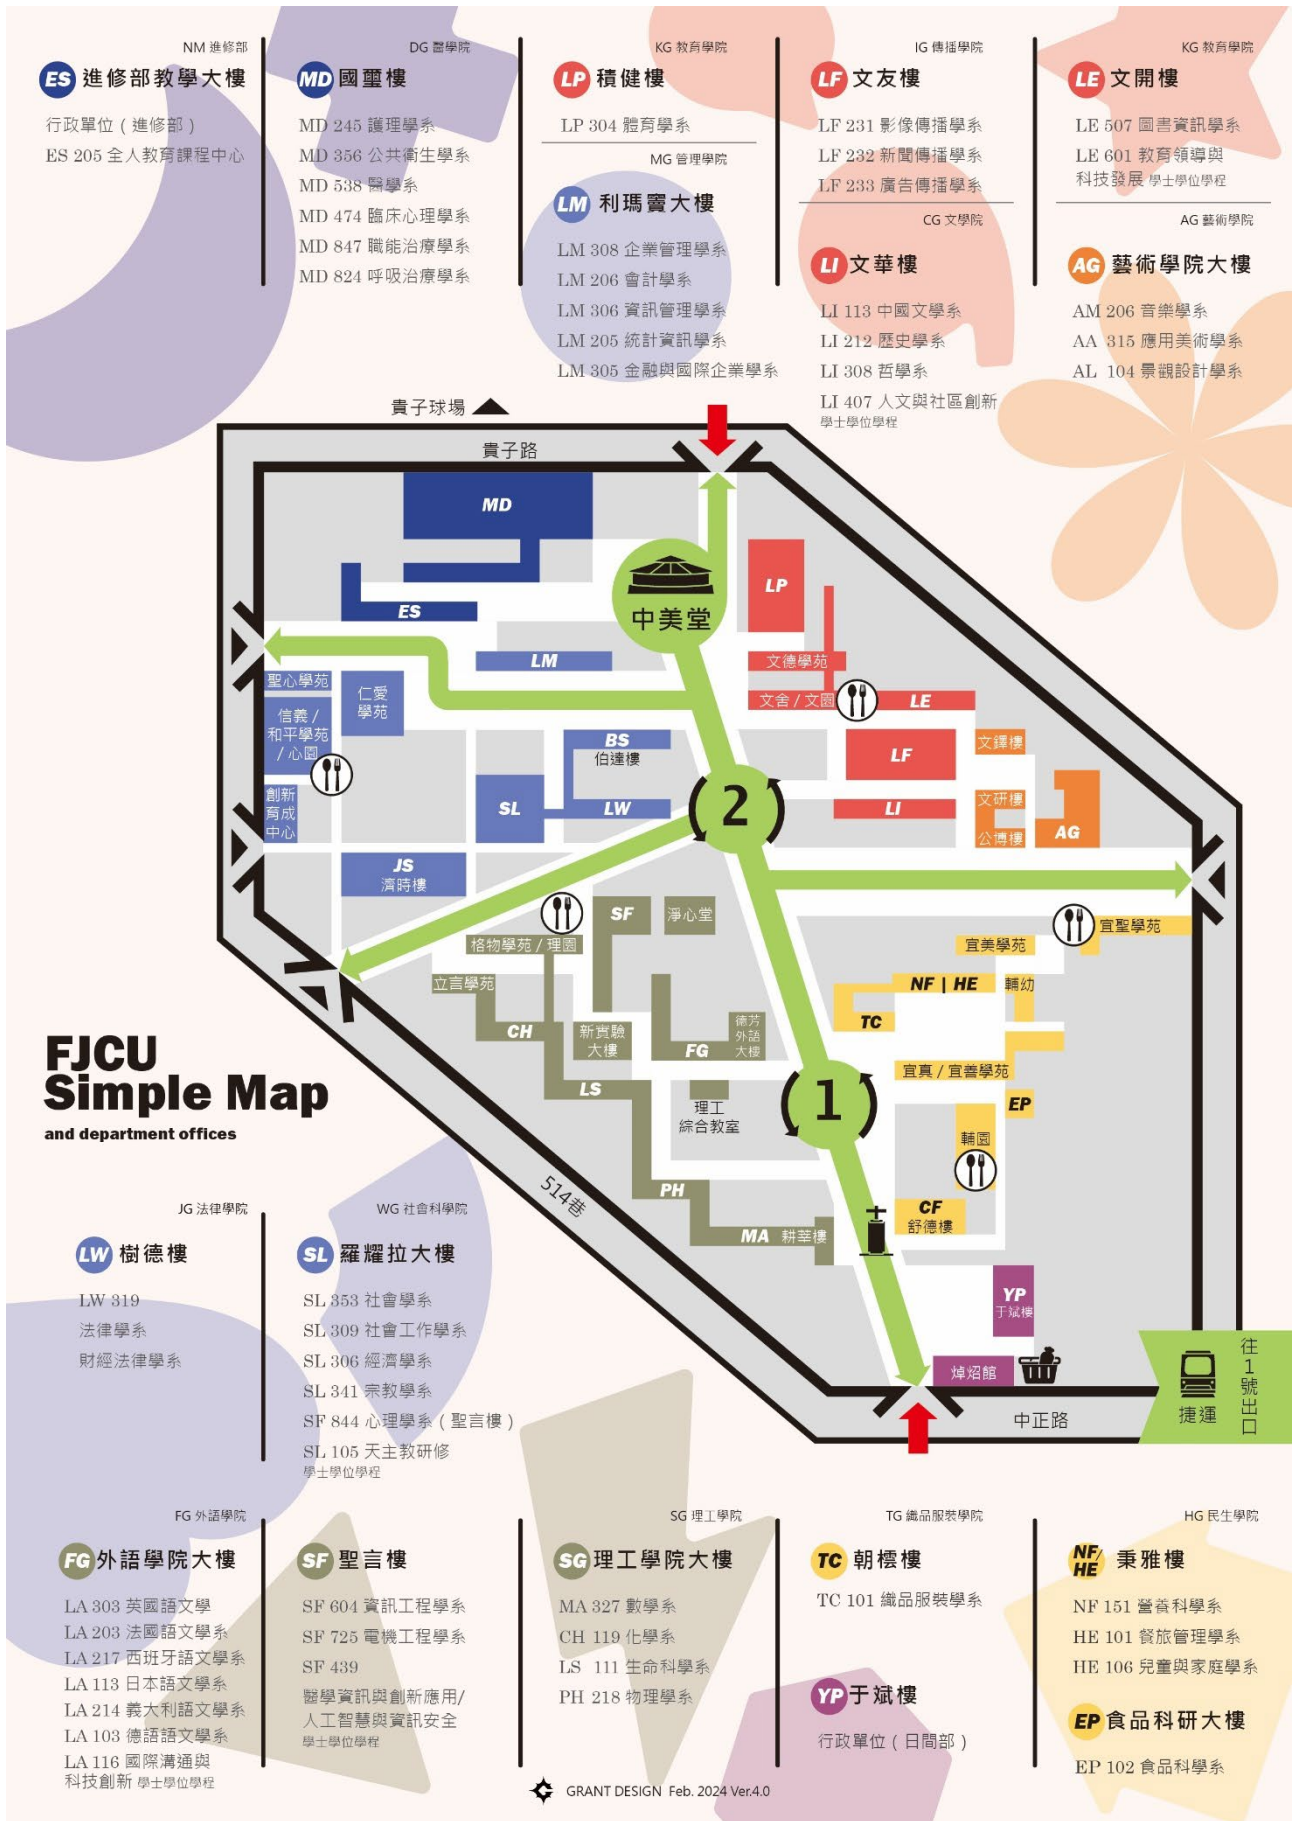 NM 進修部
ES 進修部教學大樓
行政單位 ( 進修部 )
ES 205 全人教育課程中心
DG 醫學院
MD 國璽樓
MD 245 護理學系
MD 356 公共衛生學系
MD 538 醫學系
MD 474 臨床心理學系
MD 847 職能治療學系
MD 824 呼吸治療學系
KG 教育學院
LP 積健樓
LP 304 體育學系
MG 管理學院
LM 利瑪竇大樓
LM 308 企業管理學系
LM 206 會計學系
LM 306 資訊管理學系
LM 205 統計資訊學系
LM 305 金融與國際企業學系
IG 傳播學院
LF 文友樓
LF 231 影像傳播學系
LF 232 新聞傳播學系
LF 233 廣告傳播學系
CG 文學院
LI 文華樓
LI 113 中國文學系
LI 212 歷史學系
LI 308 哲學系
LI 407 人文與社區創新
學士學位學程
KG 教育學院
LE 文開樓
LE 507 圖書資訊學系
LE 601 教育領導與
科技發展 學士學位學程
AG 藝術學院
AG 藝術學院大樓
AM 206 音樂學系
AA 315 應用美術學系
AL 104 景觀設計學系
貴子球場
貴子路
MD
中美堂
LP
ES
LM
文德學苑
聖心學苑
仁愛
學苑
文舍 / 文園
LE
信義 /
和平學苑
/ 心園
BS
伯達樓
文鐸樓
LF
創新
育成
中心
SL
LW
2
LI
文研樓
公博樓
AG
JS
濟時樓
SF
淨心堂
格物學苑 / 理園
宜聖學苑
宜美學苑
立言學苑
NF | HE
輔幼
CH
新實驗
大樓
FG
德芳
外語
大樓
TC
LS
宜真 / 宜善學苑
理工
綜合教室
1
EP
輔園
514巷
PH
CF
舒德樓
MA 耕莘樓
YP
于斌樓
焯炤館
中正路
捷運
往1號出口
FJCU
Simple Map
and department offices
JG 法律學院
LW 樹德樓
LW 319
法律學系
財經法律學系
WG 社會科學院
SL 羅耀拉大樓
SL 353 社會學系
SL 309 社會工作學系
SL 306 經濟學系
SL 341 宗教學系
SF 844 心理學系 ( 聖言樓 )
SL 105 天主教研修
學士學位學程
FG 外語學院
FG 外語學院大樓
LA 303 英國語文學
LA 203 法國語文學系
LA 217 西班牙語文學系
LA 113 日本語文學系
LA 214 義大利語文學系
LA 103 德語語文學系
LA 116 國際溝通與
科技創新 學士學位學程
SF 聖言樓
SF 604 資訊工程學系
SF 725 電機工程學系
SF 439
醫學資訊與創新應用/
人工智慧與資訊安全
學士學位學程
SG 理工學院
SG 理工學院大樓
MA 327 數學系
CH 119 化學系
LS 111 生命科學系
PH 218 物理學系
TG 織品服裝學院
TC 朝橒樓
TC 101 織品服裝學系
YP 于斌樓
行政單位 ( 日間部 )
HG 民生學院
NF/
HE 秉雅樓
NF 151 營養科學系
HE 101 餐旅管理學系
HE 106 兒童與家庭學系
EP 食品科研大樓
EP 102 食品科學系
GRANT DESIGN Feb. 2024 Ver.4.0